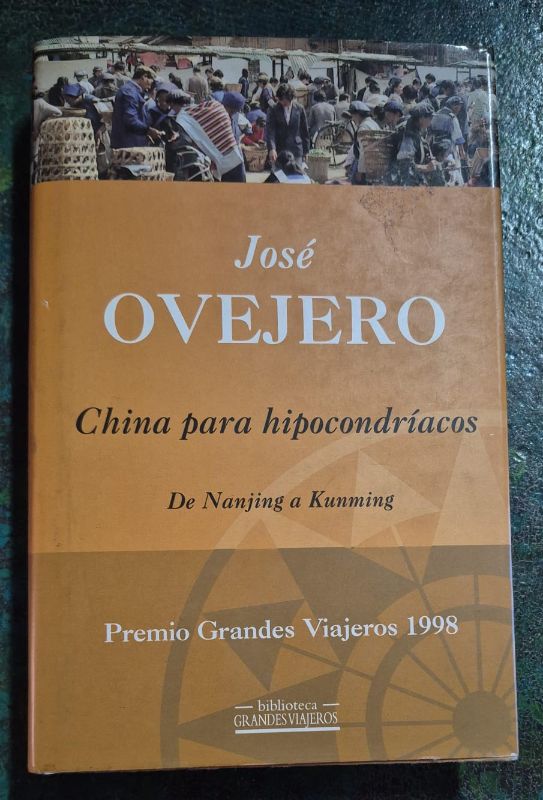 José
OVEJERO
China para hipocondríacos
De Nanjing a Kunming
Premio Grandes Viajeros 1998
biblioteca
GRANDES VIAJEROS